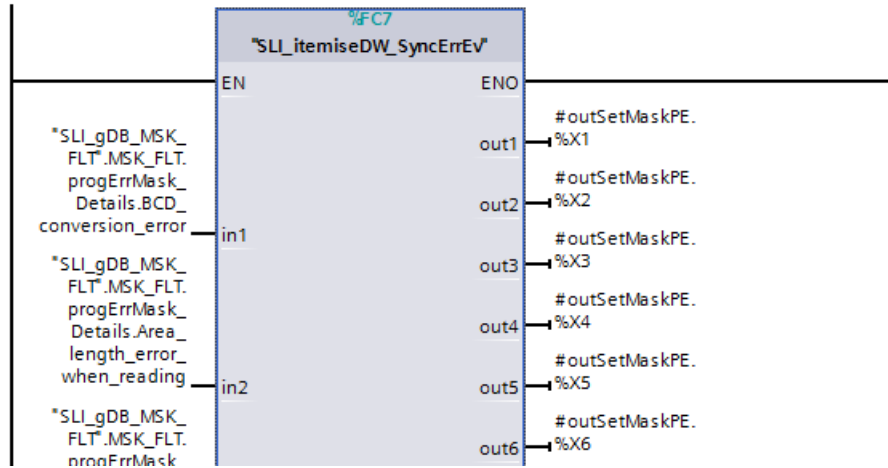 %FC7
"SLI_itemiseDW_SyncErrEv"
EN
ENO
"SLI_gDB_MSK_
FLT".MSK_FLT.
progErrMask_
Details.BCD_
conversion_error
in1
"SLI_gDB_MSK_
FLT".MSK_FLT.
progErrMask_
Details.Area_
length_error_
when_reading
in2
"SLI_gDB_MSK_
FLT".MSK_FLT.
progErrMask_
out1
#outSetMaskPE.
%X1
out2
#outSetMaskPE.
%X2
out3
#outSetMaskPE.
%X3
out4
#outSetMaskPE.
%X4
out5
#outSetMaskPE.
%X5
out6
#outSetMaskPE.
%X6